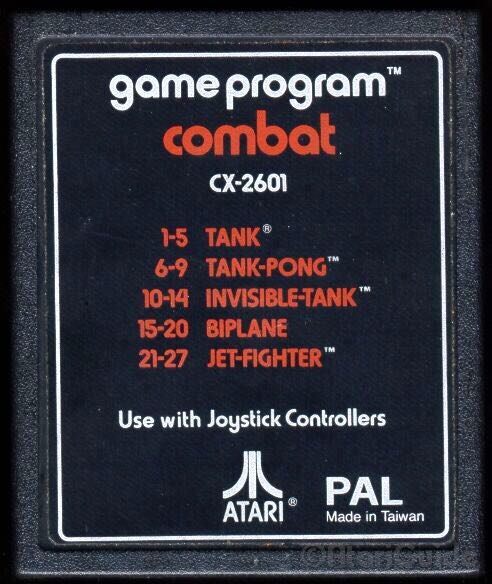 game program™
combat
CX-2601
1-5 TANK®
6-9 TANK-PONG™
10-14 INVISIBLE-TANK™
15-20 BIPLANE
21-27 JET-FIGHTER™
Use with Joystick Controllers
ATARI® PAL
Made in Taiwan